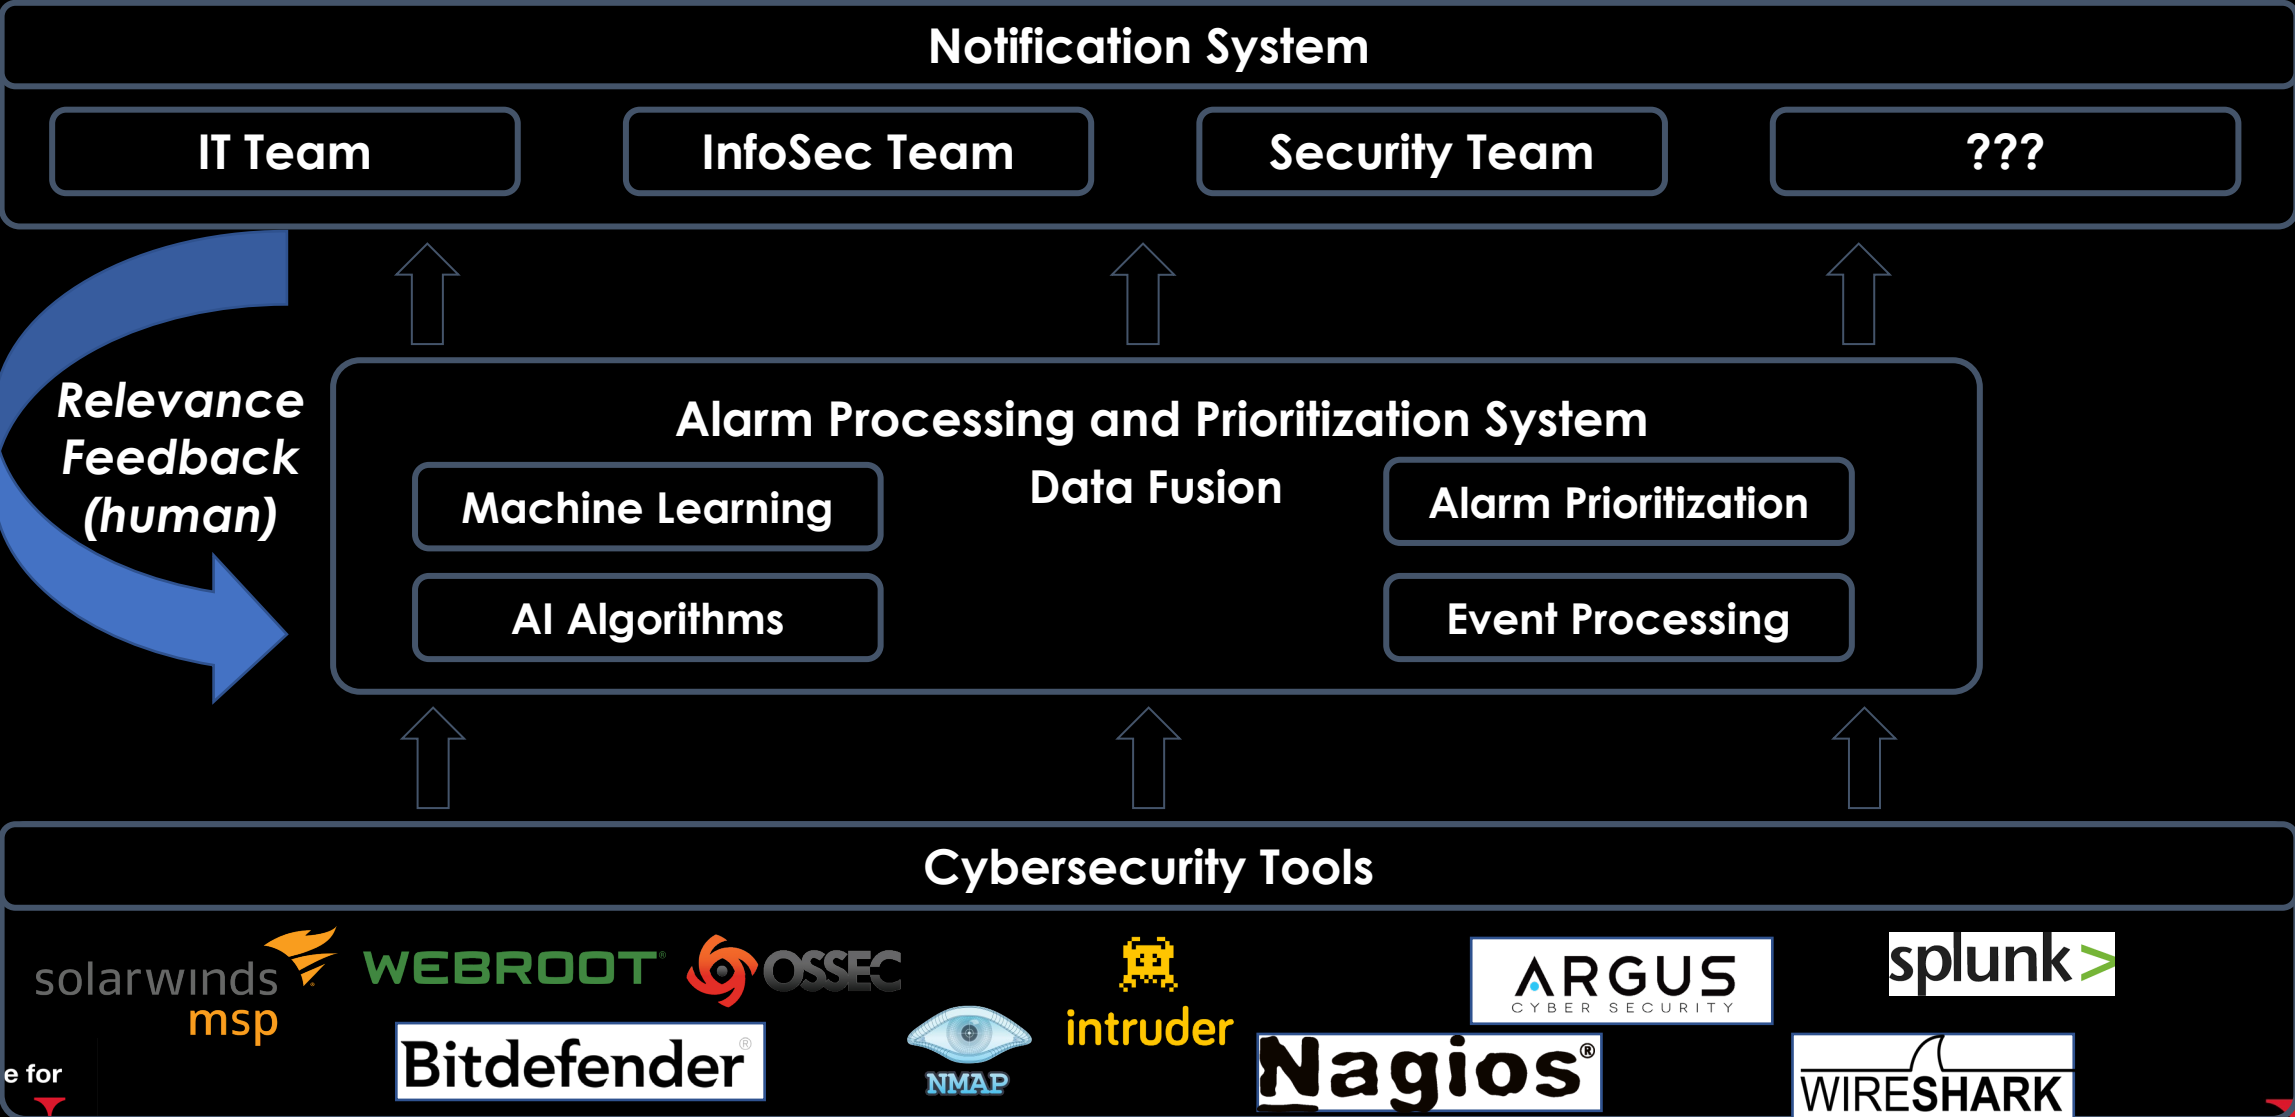 Notification System
IT Team
InfoSec Team
Security Team
???
Relevance
Feedback
(human)
Alarm Processing and Prioritization System
Data Fusion
Machine Learning
Alarm Prioritization
AI Algorithms
Event Processing
Cybersecurity Tools
solarwinds
msp
WEBROOT®
OSSEC
intruder
ARGUS
CYBER SECURITY
splunk>
Bitdefender®
NMAP
Nagios®
WIRESHARK
e for